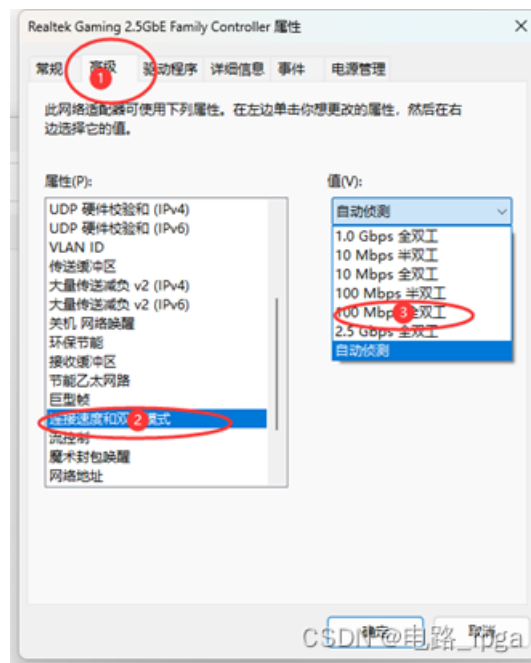 Realtek Gaming 2.5GbE Family Controller 属性
常规 高级 驱动程序 详细信息 事件 电源管理
1
此网络适配器可使用下列属性。在左边单击你想更改的属性，然后在右
边选择它的值。
属性(P):
值(V):
UDP 硬件校验和 (IPv4)
UDP 硬件校验和 (IPv6)
VLAN ID
传送缓冲区
大量传送减负 v2 (IPv4)
大量传送减负 v2 (IPv6)
关机 网络唤醒
环保节能
接收缓冲区
节能乙太网路
巨型帧
连接速度和双工模式
2
流控制
魔术封包唤醒
网络地址
自动侦测
1.0 Gbps 全双工
10 Mbps 半双工
10 Mbps 全双工
100 Mbps 半双工
100 Mbps 全双工
3
2.5 Gbps 全双工
自动侦测
确定 取消
CSDN @电路_fpga